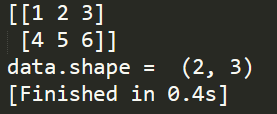 [[1 2 3]
 [4 5 6]]
data.shape =  (2, 3)
[Finished in 0.4s]